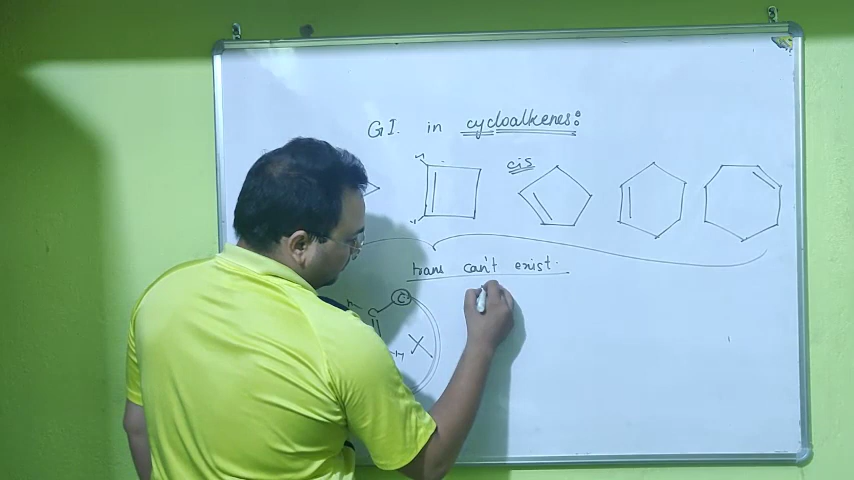 G.I. in cycloalkenes:
H
cis
H
trans can't exist.
H C
C
H